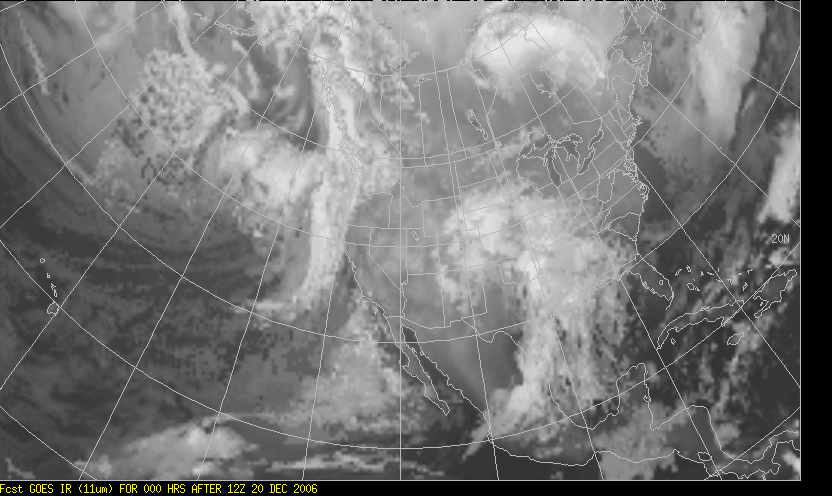 20N
Fcst GOES IR (11um) FOR 000 HRS AFTER 12Z 20 DEC 2006